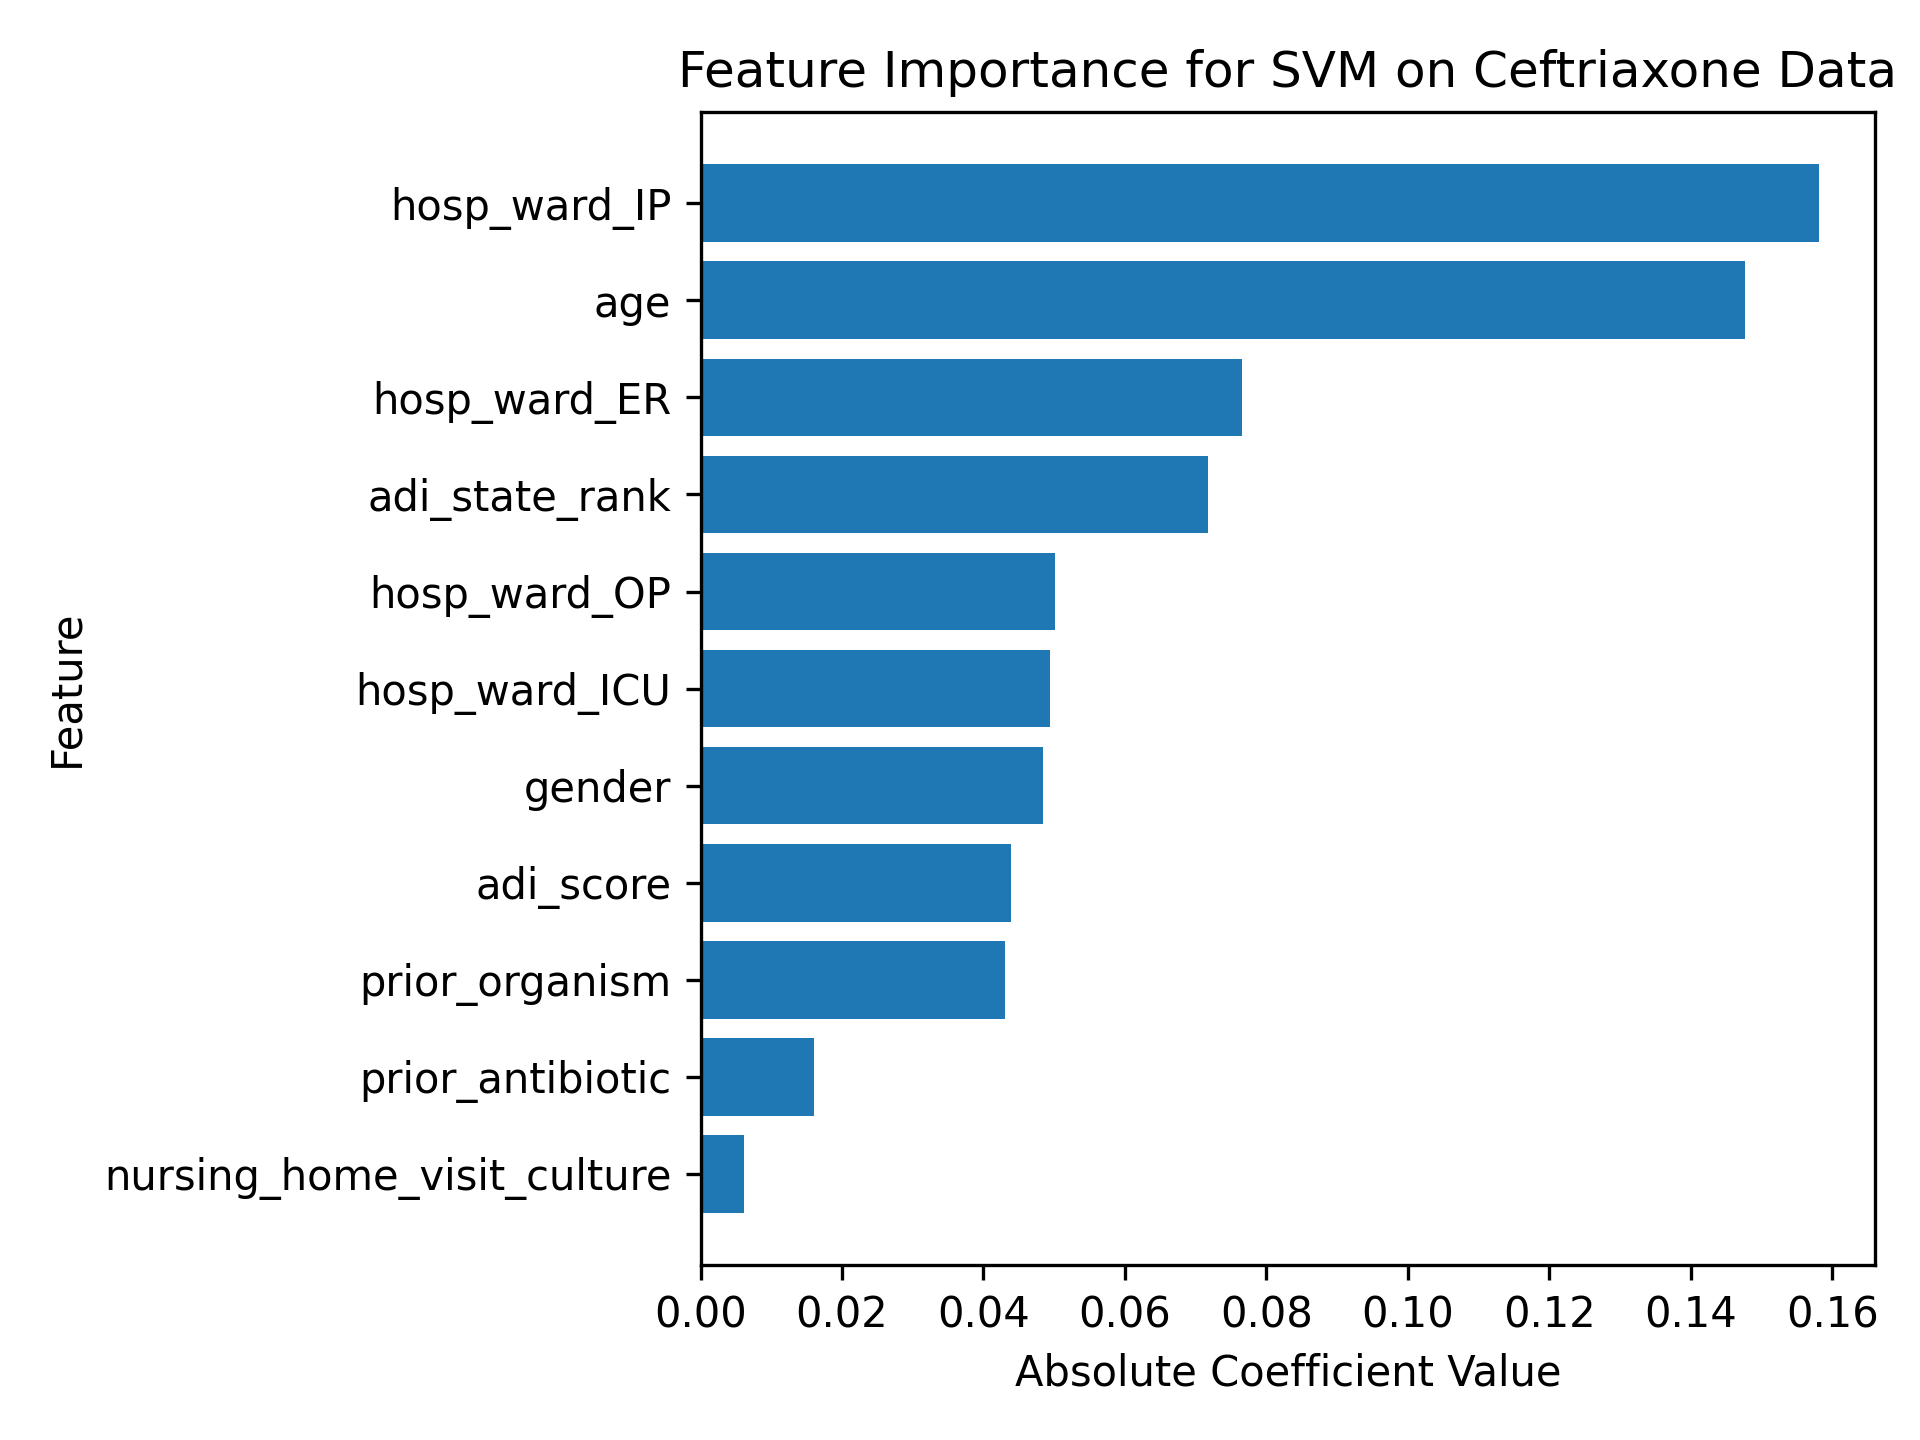 Feature Importance for SVM on Ceftriaxone Data
hosp_ward_IP
age
hosp_ward_ER
adi_state_rank
hosp_ward_OP
hosp_ward_ICU
gender
adi_score
prior_organism
prior_antibiotic
nursing_home_visit_culture
Feature
0.00 0.02 0.04 0.06 0.08 0.10 0.12 0.14 0.16
Absolute Coefficient Value